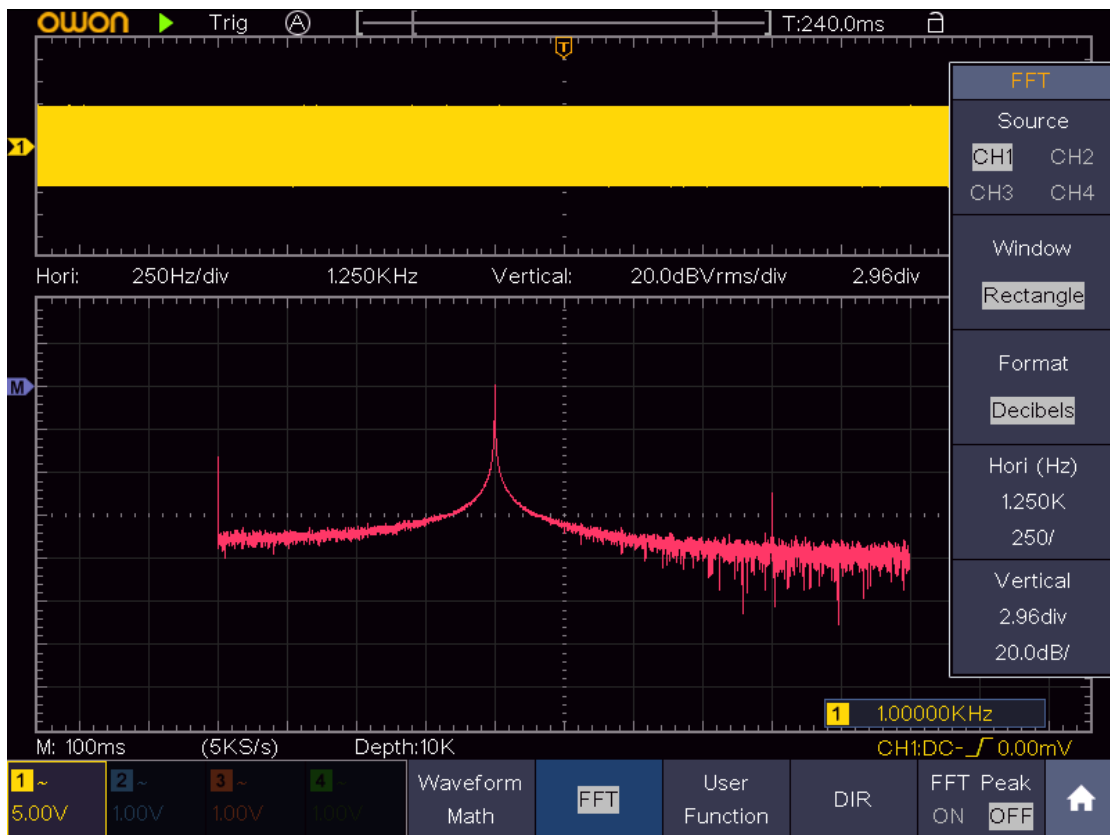 OWON Trig A T:240.0ms
T
FFT
Source
CH1 CH2
CH3 CH4
1
Window
Rectangle
Hori: 250Hz/div 1.250KHz Vertical: 20.0dBVrms/div 2.96div
Format
Decibels
M
Hori (Hz)
1.250K
250/
Vertical
2.96div
20.0dB/
1 1.00000KHz
M: 100ms (5KS/s) Depth:10K CH1:DC- 0.00mV
1 ~ 2 ~ 3 ~ 4 ~
5.00V 1.00V 1.00V 1.00V
Waveform
Math
FFT
User
Function
DIR
FFT Peak
ON OFF